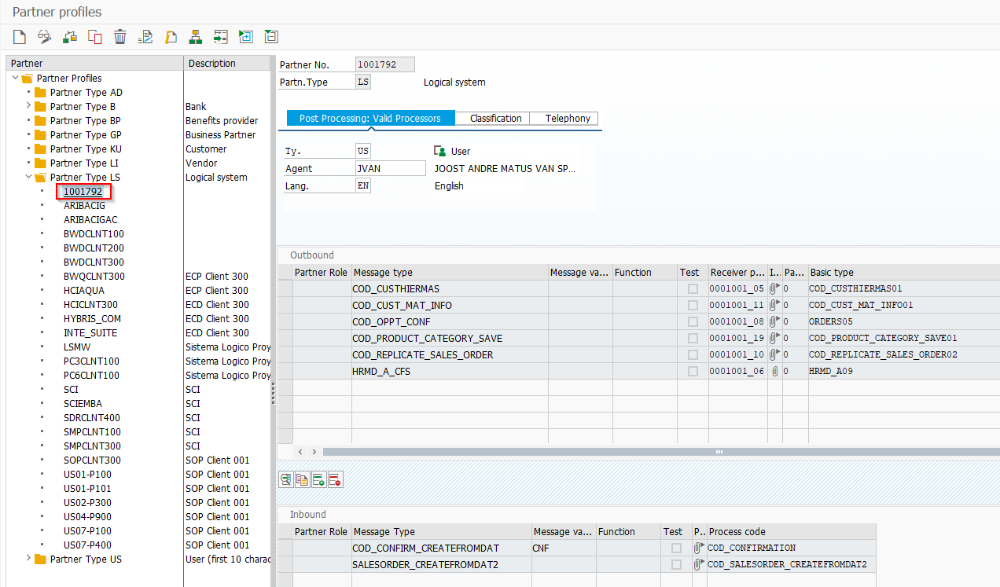 Partner profiles
Partner Description
Partner Profiles
Partner Type AD
Partner Type B Bank
Partner Type BP Benefits provider
Partner Type GP Business Partner
Partner Type KU Customer
Partner Type LI Vendor
Partner Type LS Logical system
1001792
ARIBACIG
ARIBACIGAC
BWDCLNT100
BWDCLNT200
BWDCLNT300
BWQCLNT300 ECP Client 300
HCIAQUA ECP Client 300
HCICLNT300 ECD Client 300
HYBRIS_COM ECD Client 300
INTE_SUITE ECD Client 300
LSMW Sistema Logico Proy
PC3CLNT100 Sistema Logico Proy
PC6CLNT100 Sistema Logico Proy
SCI SCI
SCIEMBA SCI
SDRCLNT400 SCI
SMPCLNT100 SCI
SMPCLNT300 SCI
SOPCLNT300 SOP Client 001
US01-P100 SOP Client 001
US01-P101 SOP Client 001
US02-P300 SOP Client 001
US04-P900 SOP Client 001
US07-P100 SOP Client 001
US07-P400 SOP Client 001
Partner Type US User (first 10 charac
Partner No. 1001792
Partn.Type LS Logical system
Post Processing: Valid Processors Classification Telephony
Ty. US User
Agent JVAN JOOST ANDRE MATUS VAN SP...
Lang. EN English
Outbound
Partner Role Message type Message va... Function Test Receiver p... I... Pa... Basic type
COD_CUSTHIERMAS 0001001_05 0 COD_CUSTHIERMAS01
COD_CUST_MAT_INFO 0001001_11 0 COD_CUST_MAT_INFO01
COD_OPPT_CONF 0001001_08 0 ORDERS05
COD_PRODUCT_CATEGORY_SAVE 0001001_19 0 COD_PRODUCT_CATEGORY_SAVE01
COD_REPLICATE_SALES_ORDER 0001001_10 0 COD_REPLICATE_SALES_ORDER02
HRMD_A_CFS 0001001_06 0 HRMD_A09
Inbound
Partner Role Message Type Message va... Function Test P.. Process code
COD_CONFIRM_CREATEFROMDAT CNF COD_CONFIRMATION
SALESORDER_CREATEFROMDAT2 COD_SALESORDER_CREATEFROMDAT2